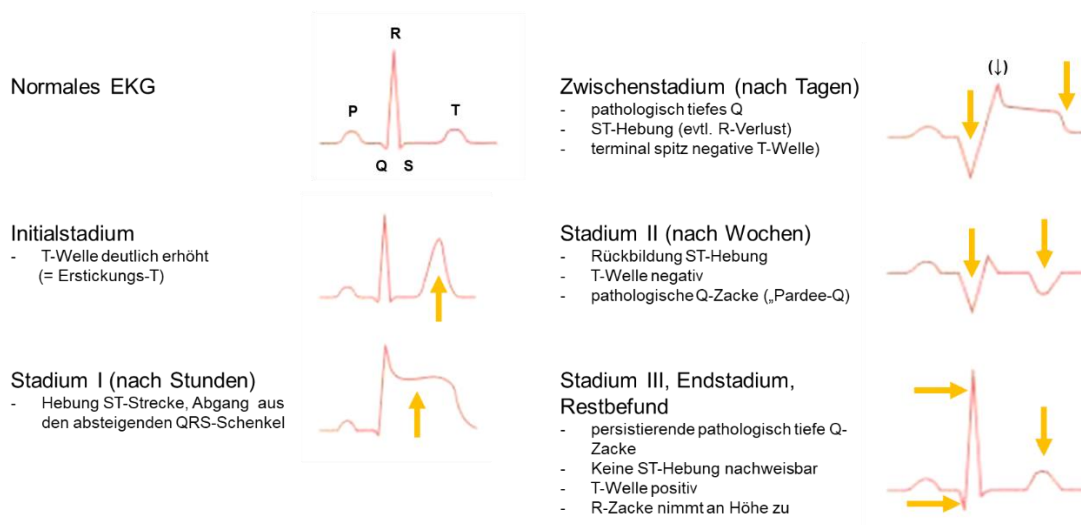 Normales EKG
R
P
T
Q
S
Initialstadium
- T-Welle deutlich erhöht
(= Erstickungs-T)
Stadium I (nach Stunden)
- Hebung ST-Strecke, Abgang aus
den absteigenden QRS-Schenkel
Zwischenstadium (nach Tagen)
- pathologisch tiefes Q
- ST-Hebung (evtl. R-Verlust)
- terminal spitz negative T-Welle)
(↓)
Stadium II (nach Wochen)
- Rückbildung ST-Hebung
- T-Welle negativ
- pathologische Q-Zacke („Pardee-Q)
Stadium III, Endstadium,
Restbefund
- persistierende pathologisch tiefe Q-
Zacke
- Keine ST-Hebung nachweisbar
- T-Welle positiv
- R-Zacke nimmt an Höhe zu